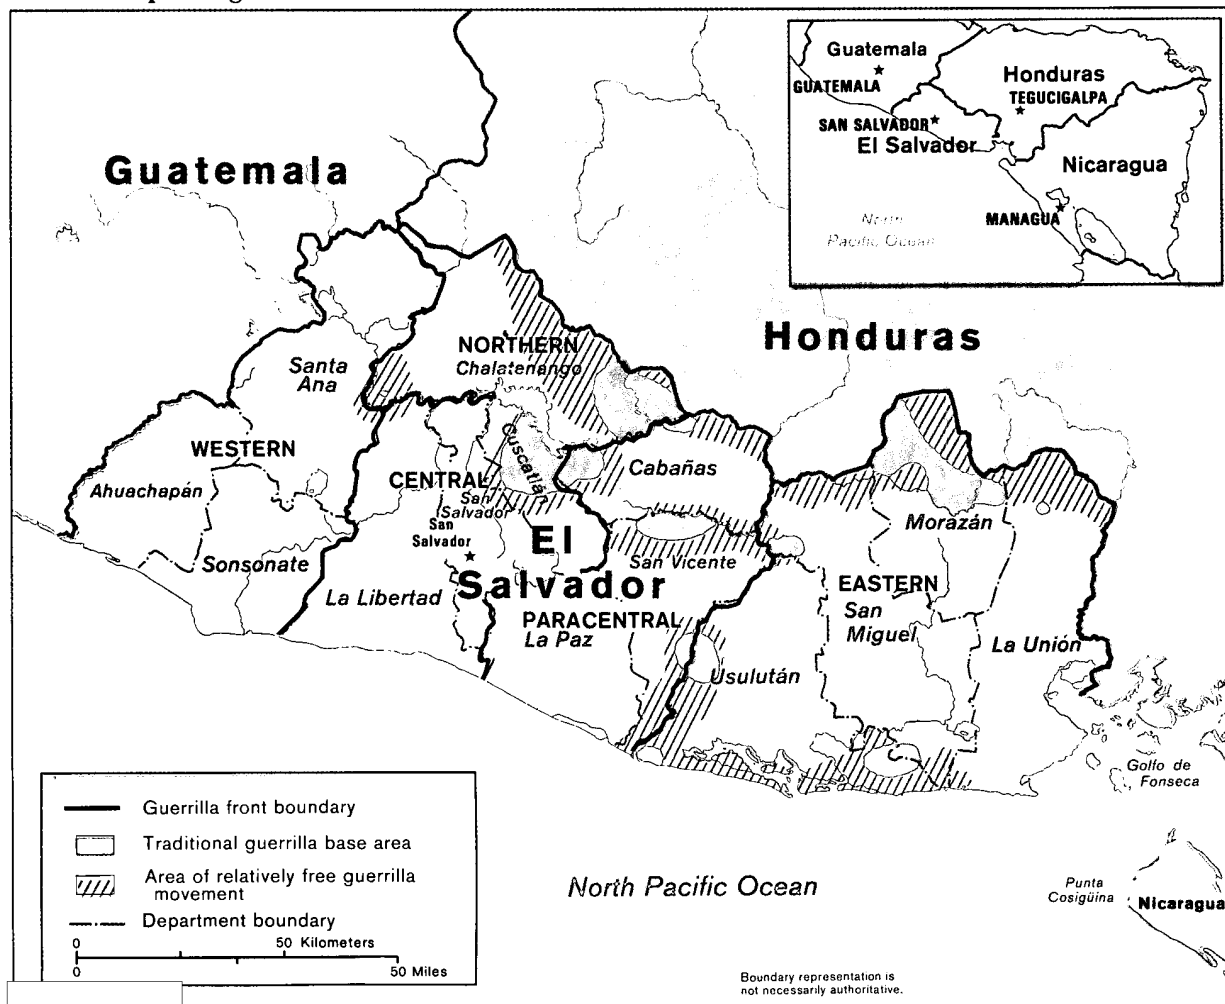 Guatemala
GUATEMALA
Honduras
TEGUCIGALPA
SAN SALVADOR
El Salvador
Nicaragua
MANAGUA
North
Pacific Ocean
Guatemala
Honduras
NORTHERN
Chalatenango
Santa
Ana
WESTERN
Ahuachapán
Sonsonate
CENTRAL
Cuscatlán
San
Salvador
San
Salvador
La Libertad
El
Salvador
Cabañas
San Vicente
PARACENTRAL
La Paz
Usulután
EASTERN
San
Miguel
Morazán
La Unión
Golfo de
Fonseca
Guerrilla front boundary
Traditional guerrilla base area
Area of relatively free guerrilla
movement
Department boundary
0 50 Kilometers
0 50 Miles
North Pacific Ocean
Punta
Cosigüina
Nicaragua
Boundary representation is
not necessarily authoritative.